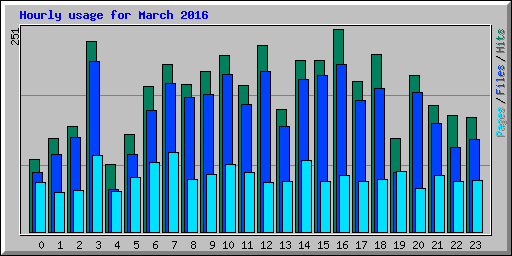 Hourly usage for March 2016
251
Pages/Files/Hits
0 1 2 3 4 5 6 7 8 9 10 11 12 13 14 15 16 17 18 19 20 21 22 23